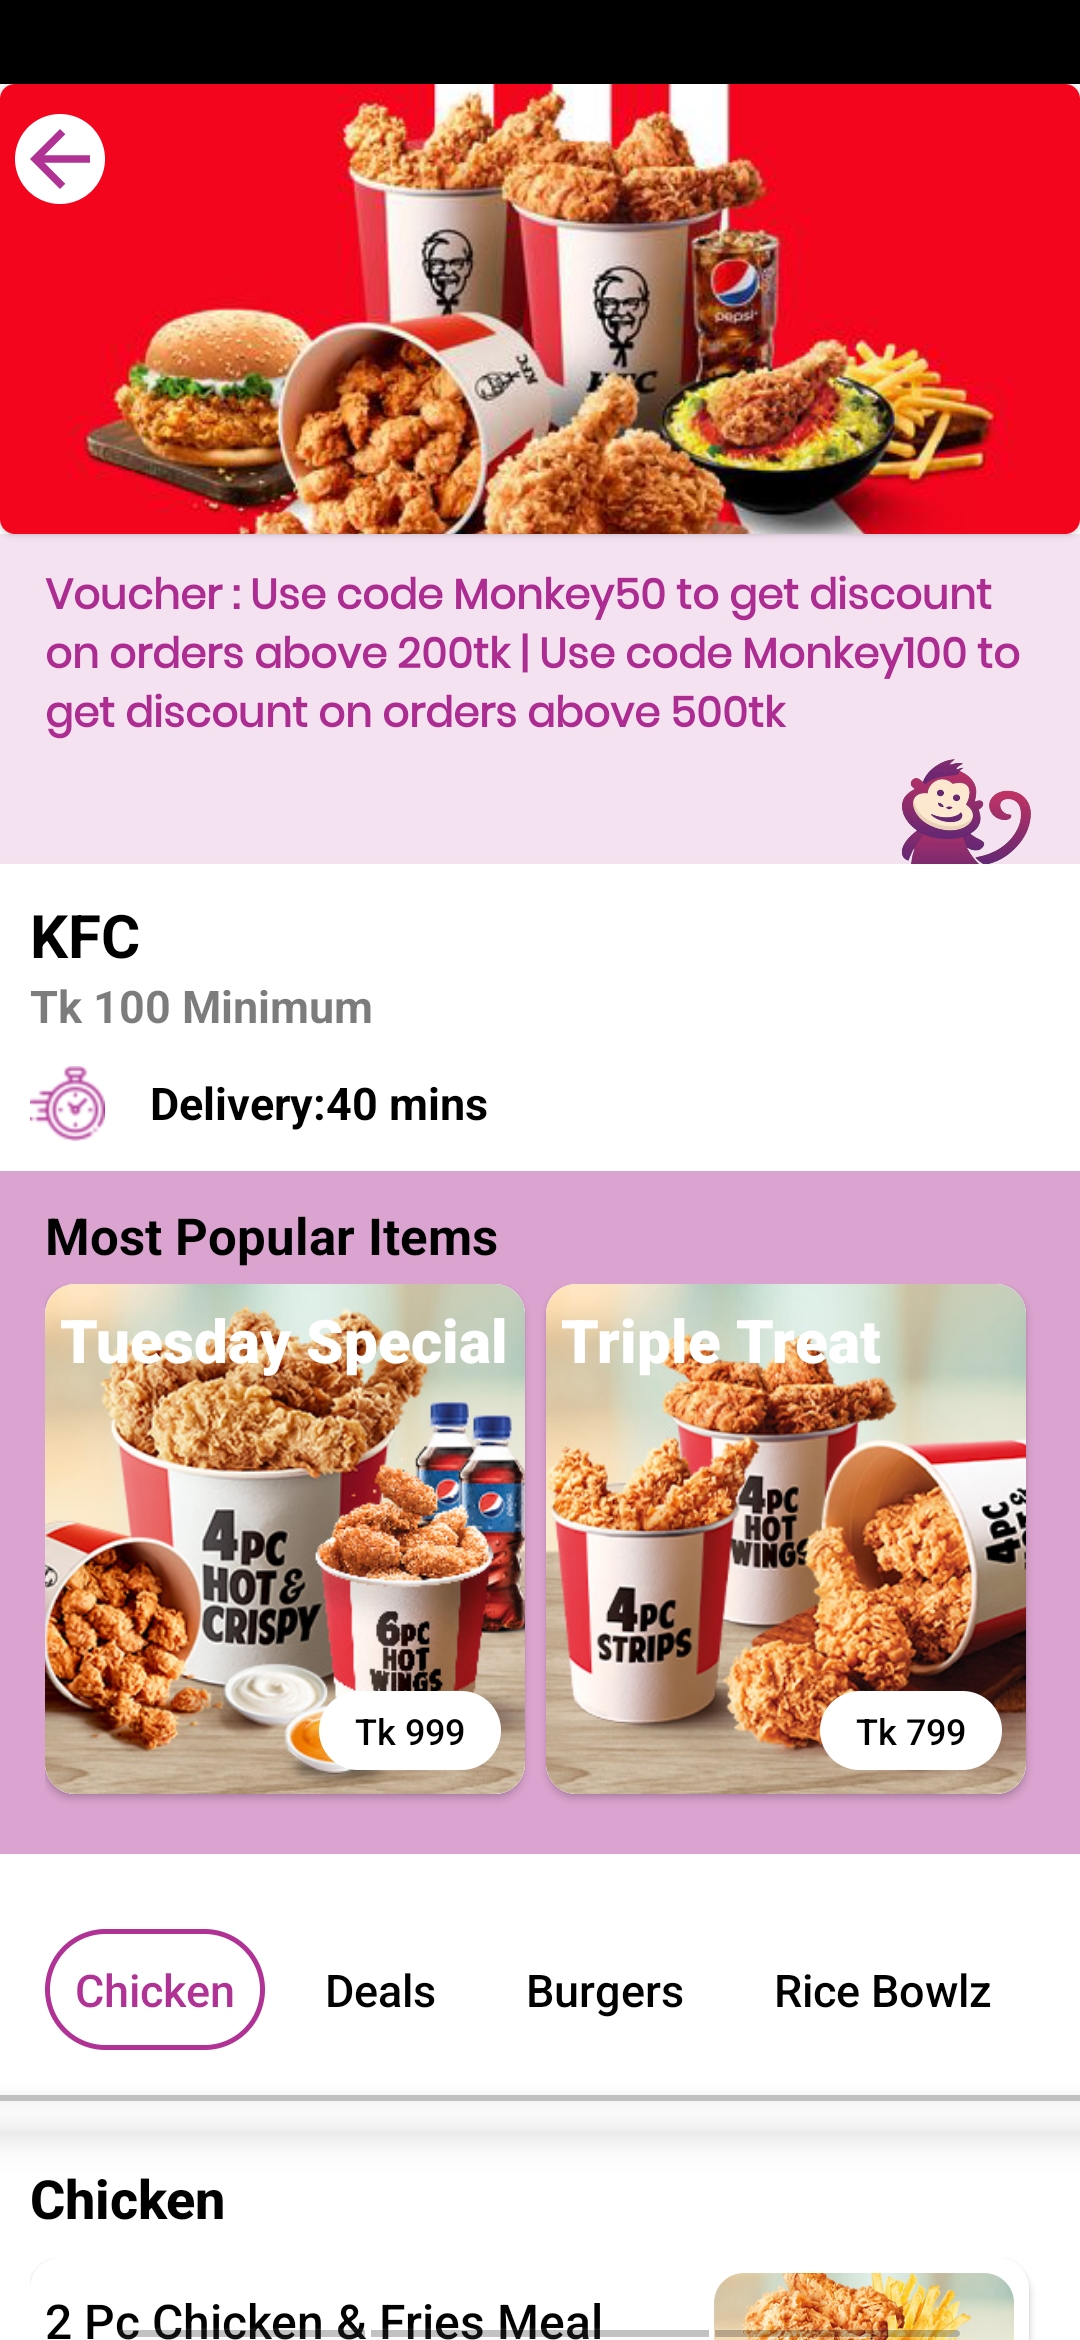 KFC
pepsi
KFC
Voucher : Use code Monkey50 to get discount
on orders above 200tk | Use code Monkey100 to
get discount on orders above 500tk
KFC
Tk 100 Minimum
Delivery:40 mins
Most Popular Items
Tuesday Special
4PC
HOT &
CRISPY
6PC
HOT
WINGS
Tk 999
Triple Treat
4PC
HOT
WINGS
4PC
STRIPS
4PC
Tk 799
Chicken
Deals
Burgers
Rice Bowlz
Chicken
2 Pc Chicken & Fries Meal